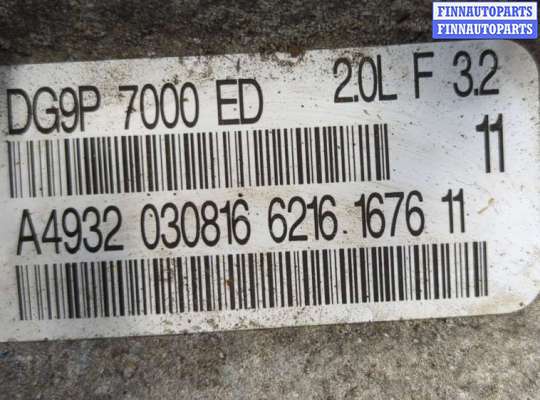 FINNAUTOPARTS
FINNAUTOPARTS
DG9P 7000 ED 2.0L F 3.2
11
A4932 030816 6216 1676 11